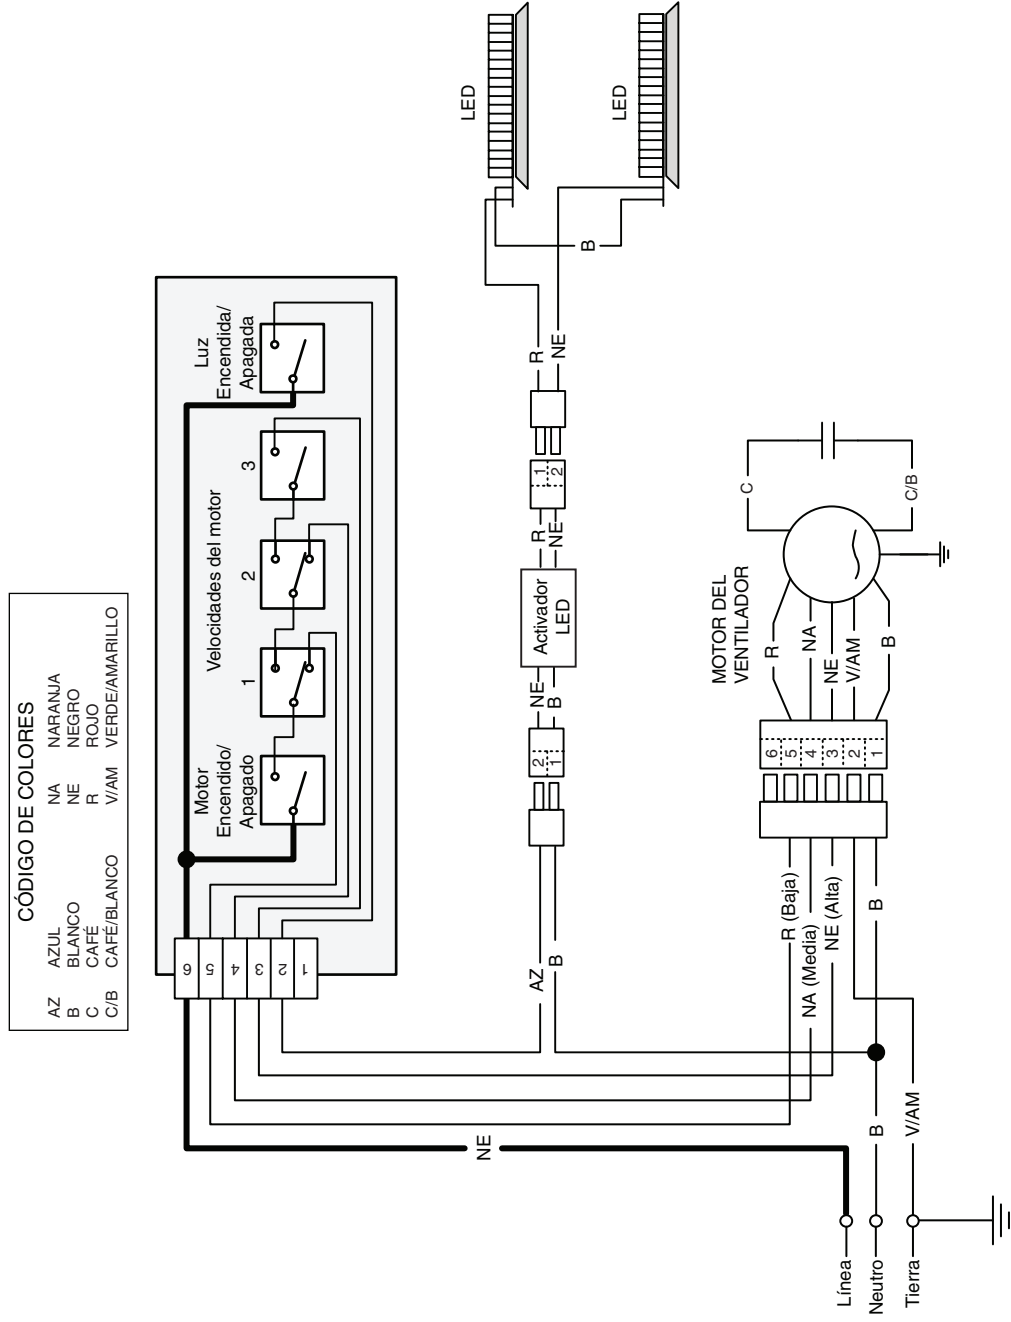 CÓDIGO DE COLORES
AZ AZUL NA NARANJA
B BLANCO NE NEGRO
C CAFÉ R ROJO
C/B CAFÉ/BLANCO V/AM VERDE/AMARILLO
Motor
Encendido/
Apagado
Velocidades del motor
1
2
3
Luz
Encendida/
Apagada
6
5
4
3
2
1
NE
AZ
B
2
1
NE
B
Activador
LED
R
NE
1
2
R
NE
B
LED
LED
R (Baja)
NA (Media)
NE (Alta)
B
6
5
4
3
2
1
MOTOR DEL
VENTILADOR
R
NA
NE
V/AM
B
C
C/B
Línea
Neutro
Tierra
B
V/AM